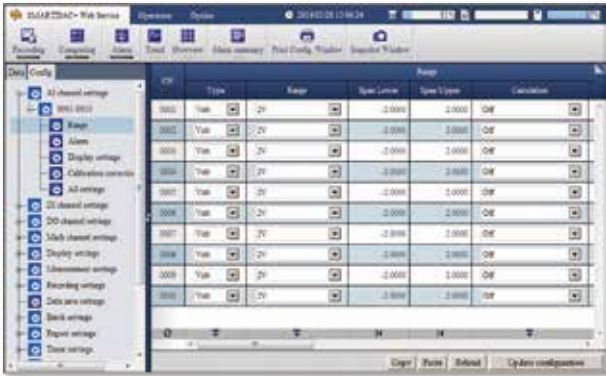 SMARTDAC+ Web Service Operation Option 2014/02/20 13:06:24
Recording Computing Alarm Trend Overview Alarm summary Print Config. Window Snapshot Window
Data Config
AI channel settings
0001-0010
Range
Alarm
Display settings
Calibration correction
AI settings
DI channel settings
DO channel settings
Math channel settings
Display settings
Measurement settings
Recording settings
Data save settings
Batch settings
Report settings
Timer settings
CH Range
Type Range Span Lower Span Upper Calculation
0001 Volt 2V -2.0000 2.0000 Off
0002 Volt 2V -2.0000 2.0000 Off
0003 Volt 2V -2.0000 2.0000 Off
0004 Volt 2V -2.0000 2.0000 Off
0005 Volt 2V -2.0000 2.0000 Off
0006 Volt 2V -2.0000 2.0000 Off
0007 Volt 2V -2.0000 2.0000 Off
0008 Volt 2V -2.0000 2.0000 Off
0009 Volt 2V -2.0000 2.0000 Off
0010 Volt 2V -2.0000 2.0000 Off
Copy Paste Reload Update configuration